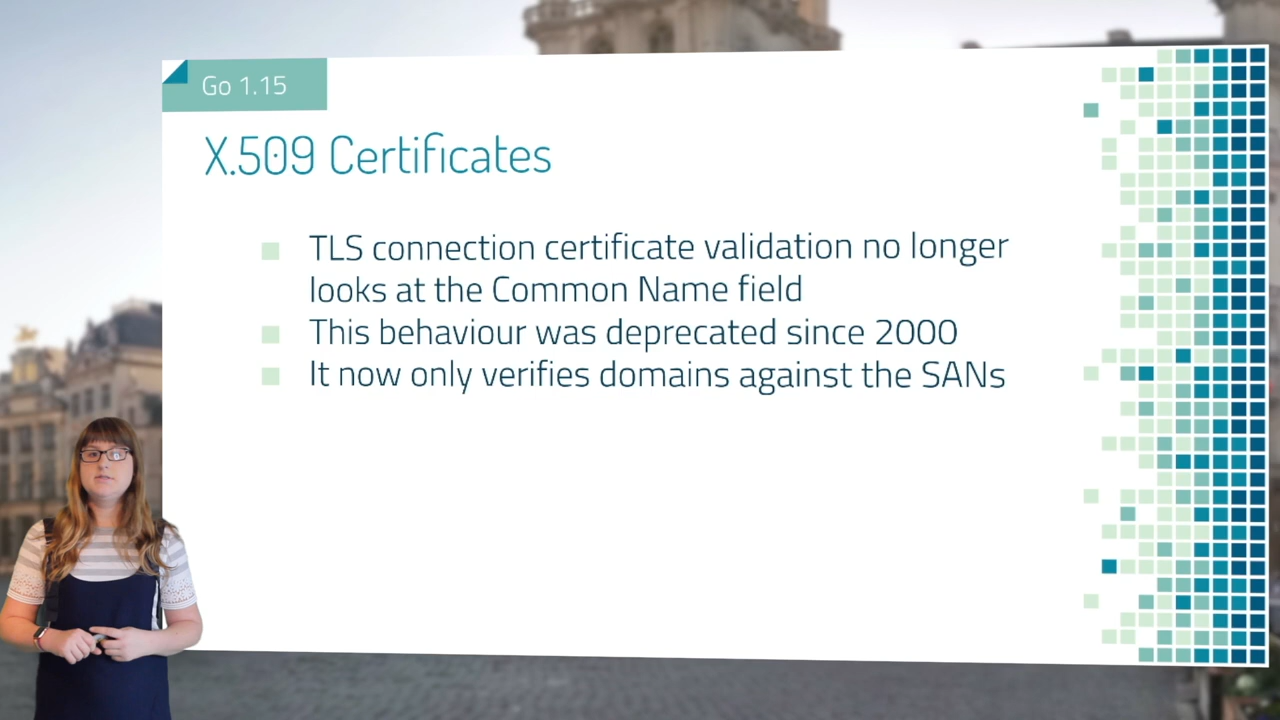 Go 1.15
X.509 Certificates
TLS connection certificate validation no longer
looks at the Common Name field
This behaviour was deprecated since 2000
It now only verifies domains against the SANs